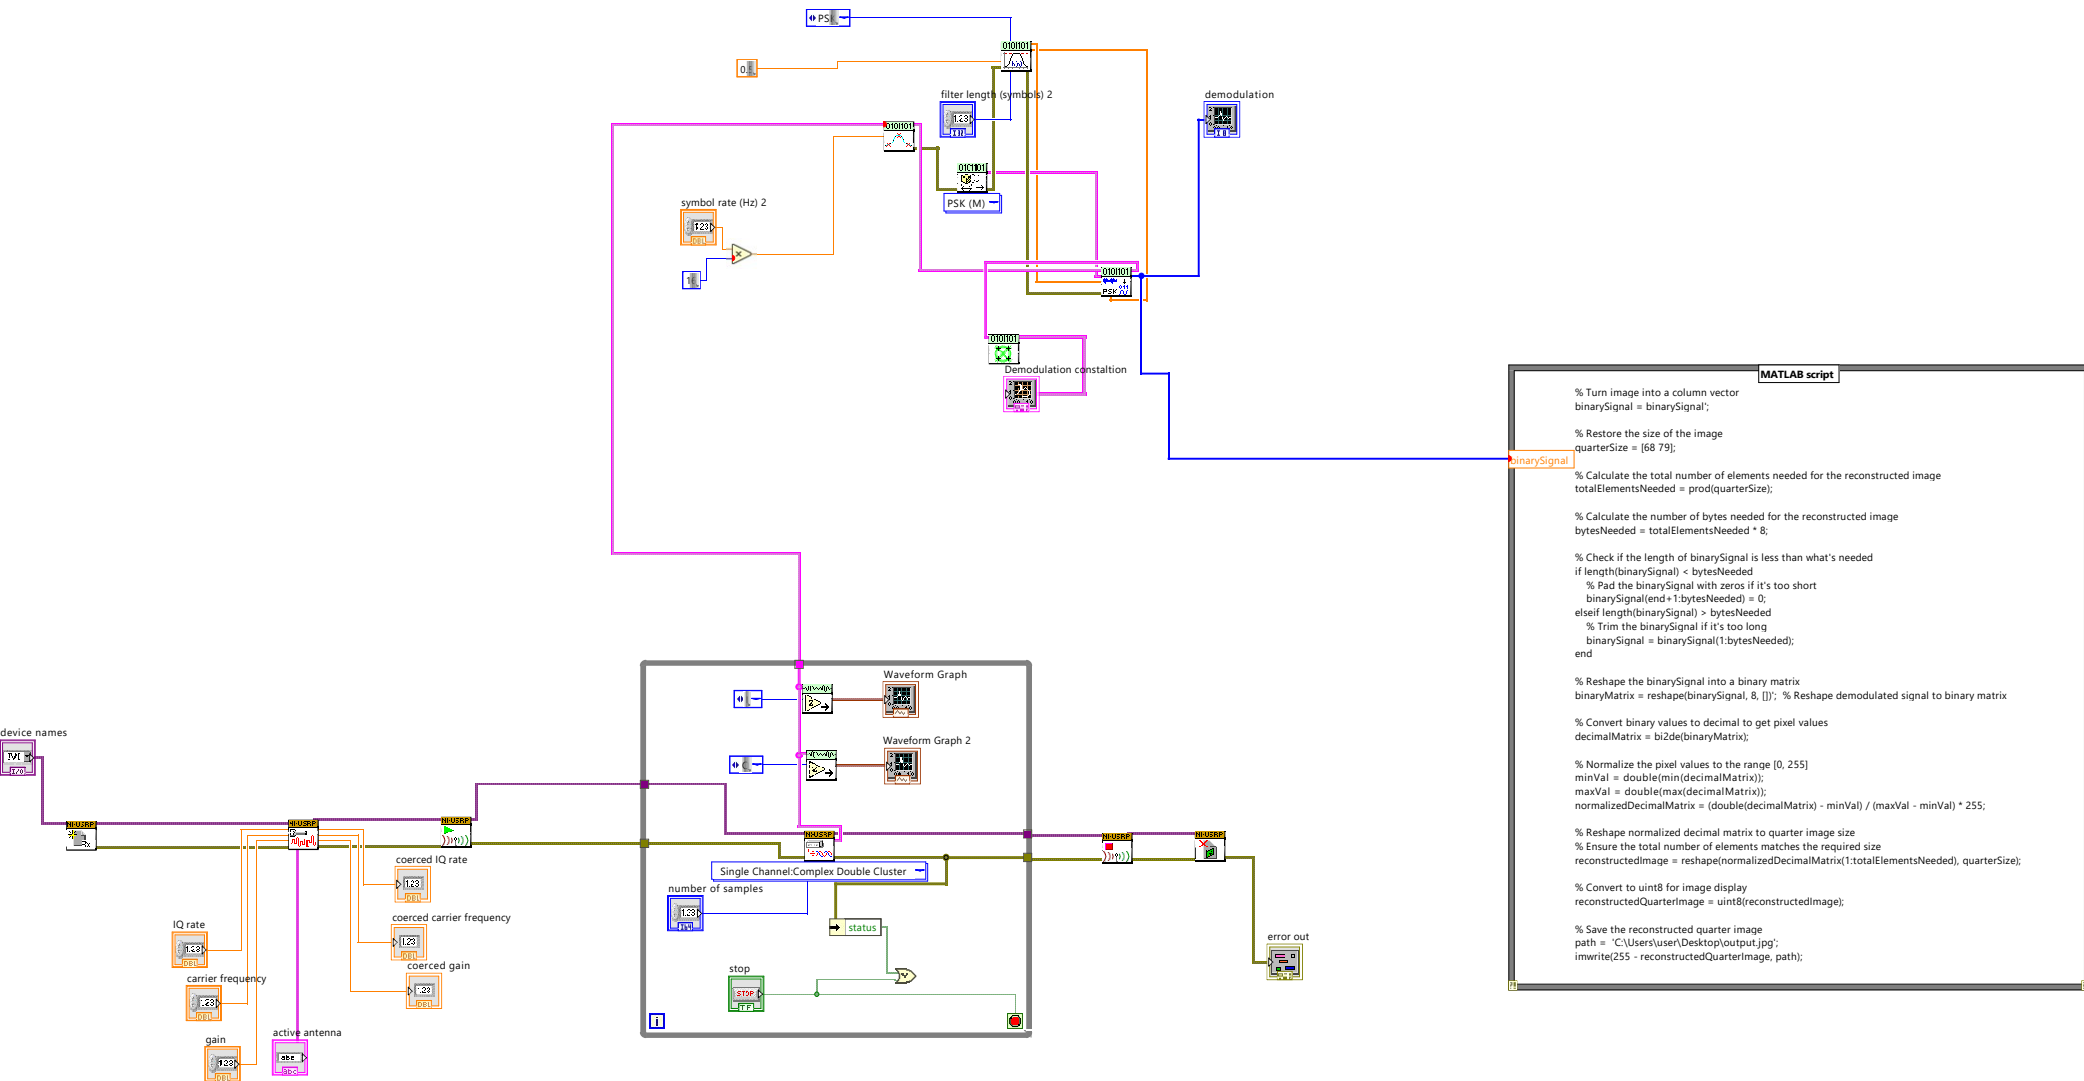 PSK
0.
filter length (symbols) 2
demodulation
PSK (M)
symbol rate (Hz) 2
PSK
Demodulation constaltion
MATLAB script
binarySignal
% Turn image into a column vector
binarySignal = binarySignal';
% Restore the size of the image
quarterSize = [68 79];
% Calculate the total number of elements needed for the reconstructed image
totalElementsNeeded = prod(quarterSize);
% Calculate the number of bytes needed for the reconstructed image
bytesNeeded = totalElementsNeeded * 8;
% Check if the length of binarySignal is less than what's needed
if length(binarySignal) < bytesNeeded
% Pad the binarySignal with zeros if it's too short
binarySignal(end+1:bytesNeeded) = 0;
elseif length(binarySignal) > bytesNeeded
% Trim the binarySignal if it's too long
binarySignal = binarySignal(1:bytesNeeded);
end
% Reshape the binarySignal into a binary matrix
binaryMatrix = reshape(binarySignal, 8, [])';  % Reshape demodulated signal to binary matrix
% Convert binary values to decimal to get pixel values
decimalMatrix = bi2de(binaryMatrix);
% Normalize the pixel values to the range [0, 255]
minVal = double(min(decimalMatrix));
maxVal = double(max(decimalMatrix));
normalizedDecimalMatrix = (double(decimalMatrix) - minVal) / (maxVal - minVal) * 255;
% Reshape normalized decimal matrix to quarter image size
% Ensure the total number of elements matches the required size
reconstructedImage = reshape(normalizedDecimalMatrix(1:totalElementsNeeded), quarterSize);
% Convert to uint8 for image display
reconstructedQuarterImage = uint8(reconstructedImage);
% Save the reconstructed quarter image
path =  'C:\Users\user\Desktop\output.jpg';
imwrite(255 - reconstructedQuarterImage, path);
Waveform Graph
Waveform Graph 2
device names
NI-USRP
NI-USRP
NI-USRP
NI-USRP
NI-USRP
NI-USRP
Single Channel:Complex Double Cluster
number of samples
status
stop
STOP
TF
i
error out
coerced IQ rate
IQ rate
coerced carrier frequency
coerced gain
carrier frequency
active antenna
gain
abc